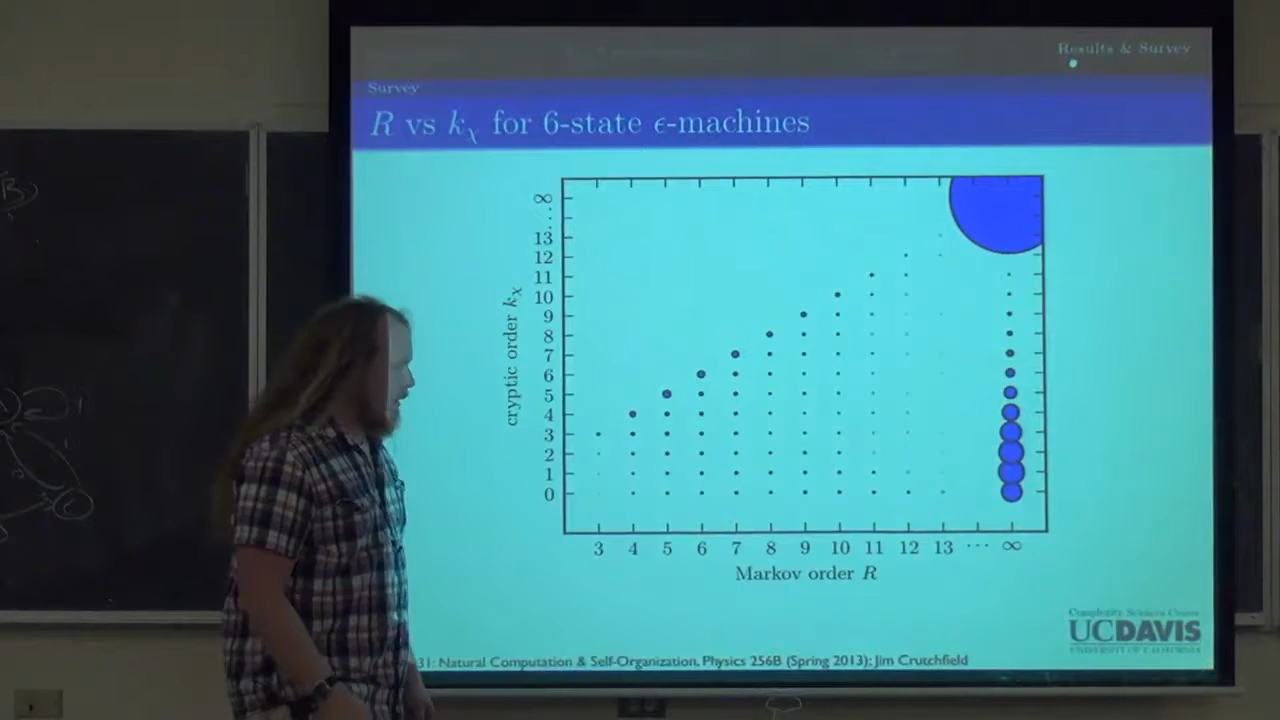 Results & Survey
Survey
R vs kχ for 6-state ϵ-machines
∞
13
12
11
10
9
8
7
6
5
4
3
2
1
0
cryptic order kχ
3 4 5 6 7 8 9 10 11 12 13 ··· ∞
Markov order R
Complexity Sciences Center
UCDAVIS
UNIVERSITY OF CALIFORNIA
31: Natural Computation & Self-Organization, Physics 256B (Spring 2013); Jim Crutchfield